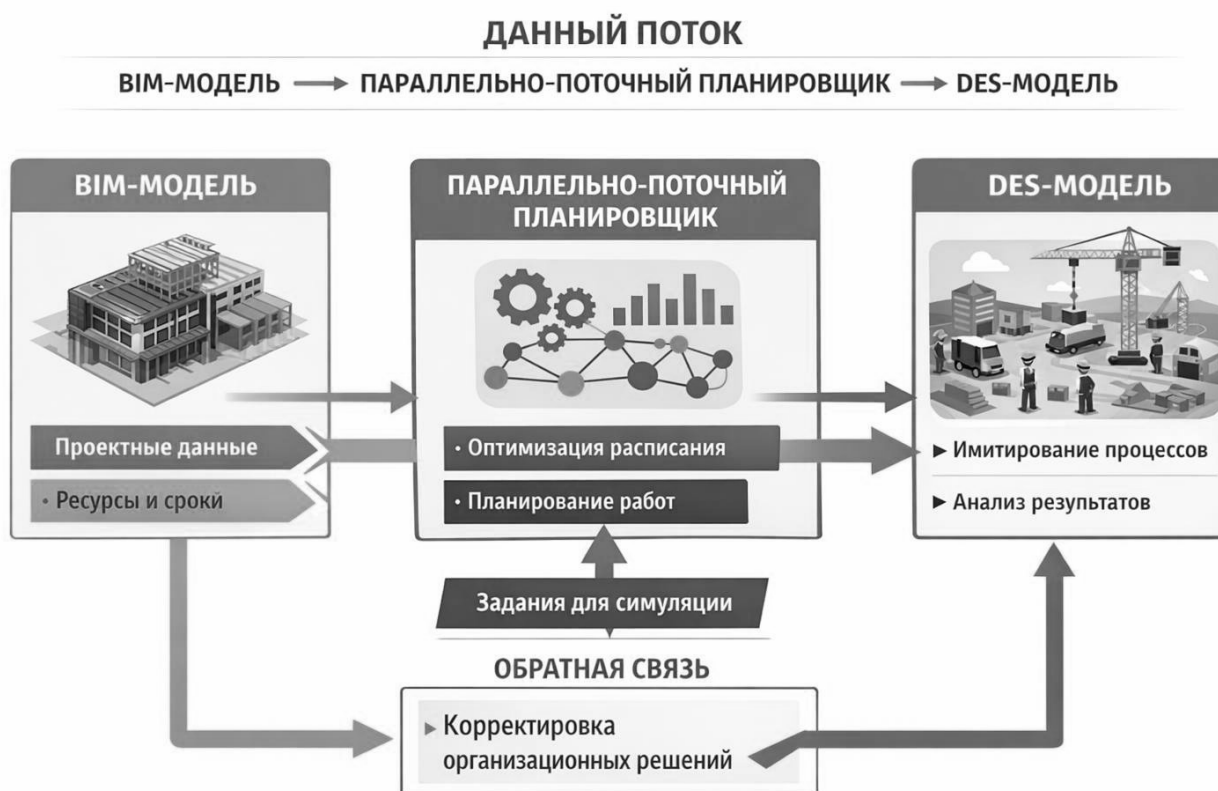 ДАННЫЙ ПОТОК
BIM-МОДЕЛЬ → ПАРАЛЛЕЛЬНО-ПОТОЧНЫЙ ПЛАНИРОВЩИК → DES-МОДЕЛЬ
BIM-МОДЕЛЬ
Проектные данные
• Ресурсы и сроки
ПАРАЛЛЕЛЬНО-ПОТОЧНЫЙ
ПЛАНИРОВЩИК
• Оптимизация расписания
• Планирование работ
DES-МОДЕЛЬ
► Имитирование процессов
► Анализ результатов
Задания для симуляции
ОБРАТНАЯ СВЯЗЬ
► Корректировка
организационных решений